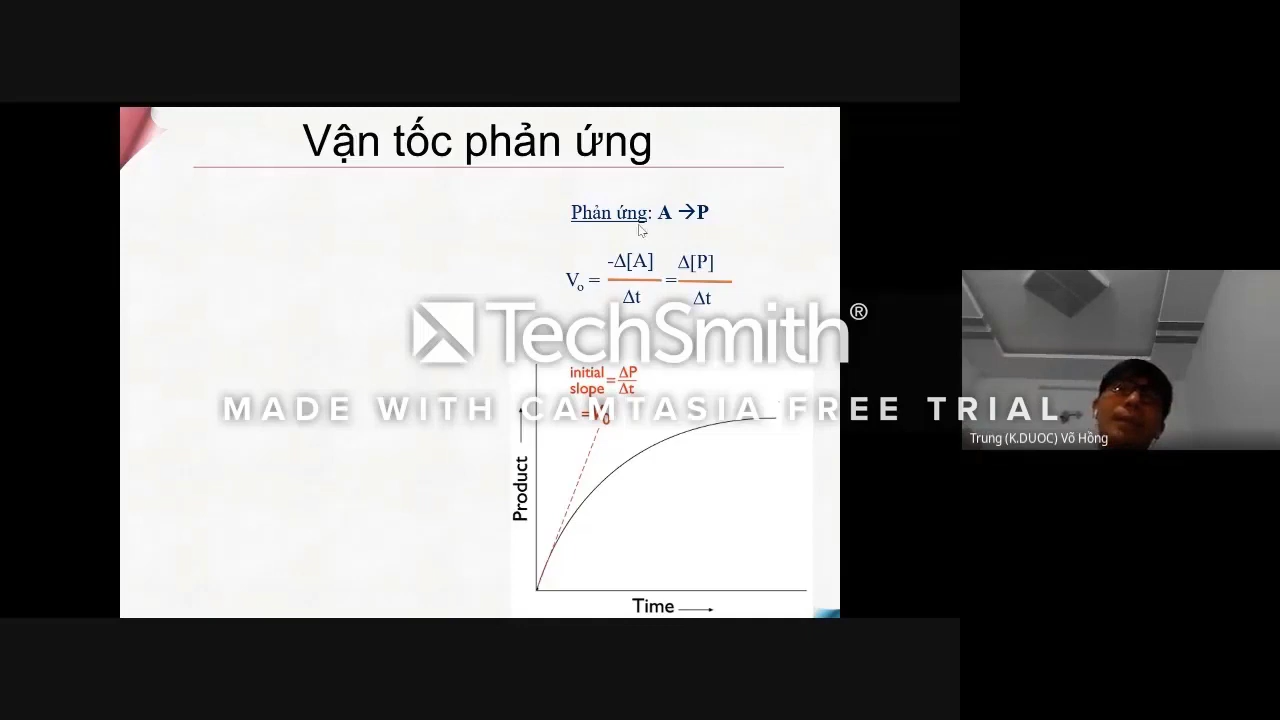 Vận tốc phản ứng
Phản ứng: A →P
Vo = -Δ[A] / Δt = Δ[P] / Δt
TechSmith®
MADE WITH CAMTASIA FREE TRIAL
initial slope = ΔP / Δt
Product
Time
Trung (K.DUOC) Võ Hồng